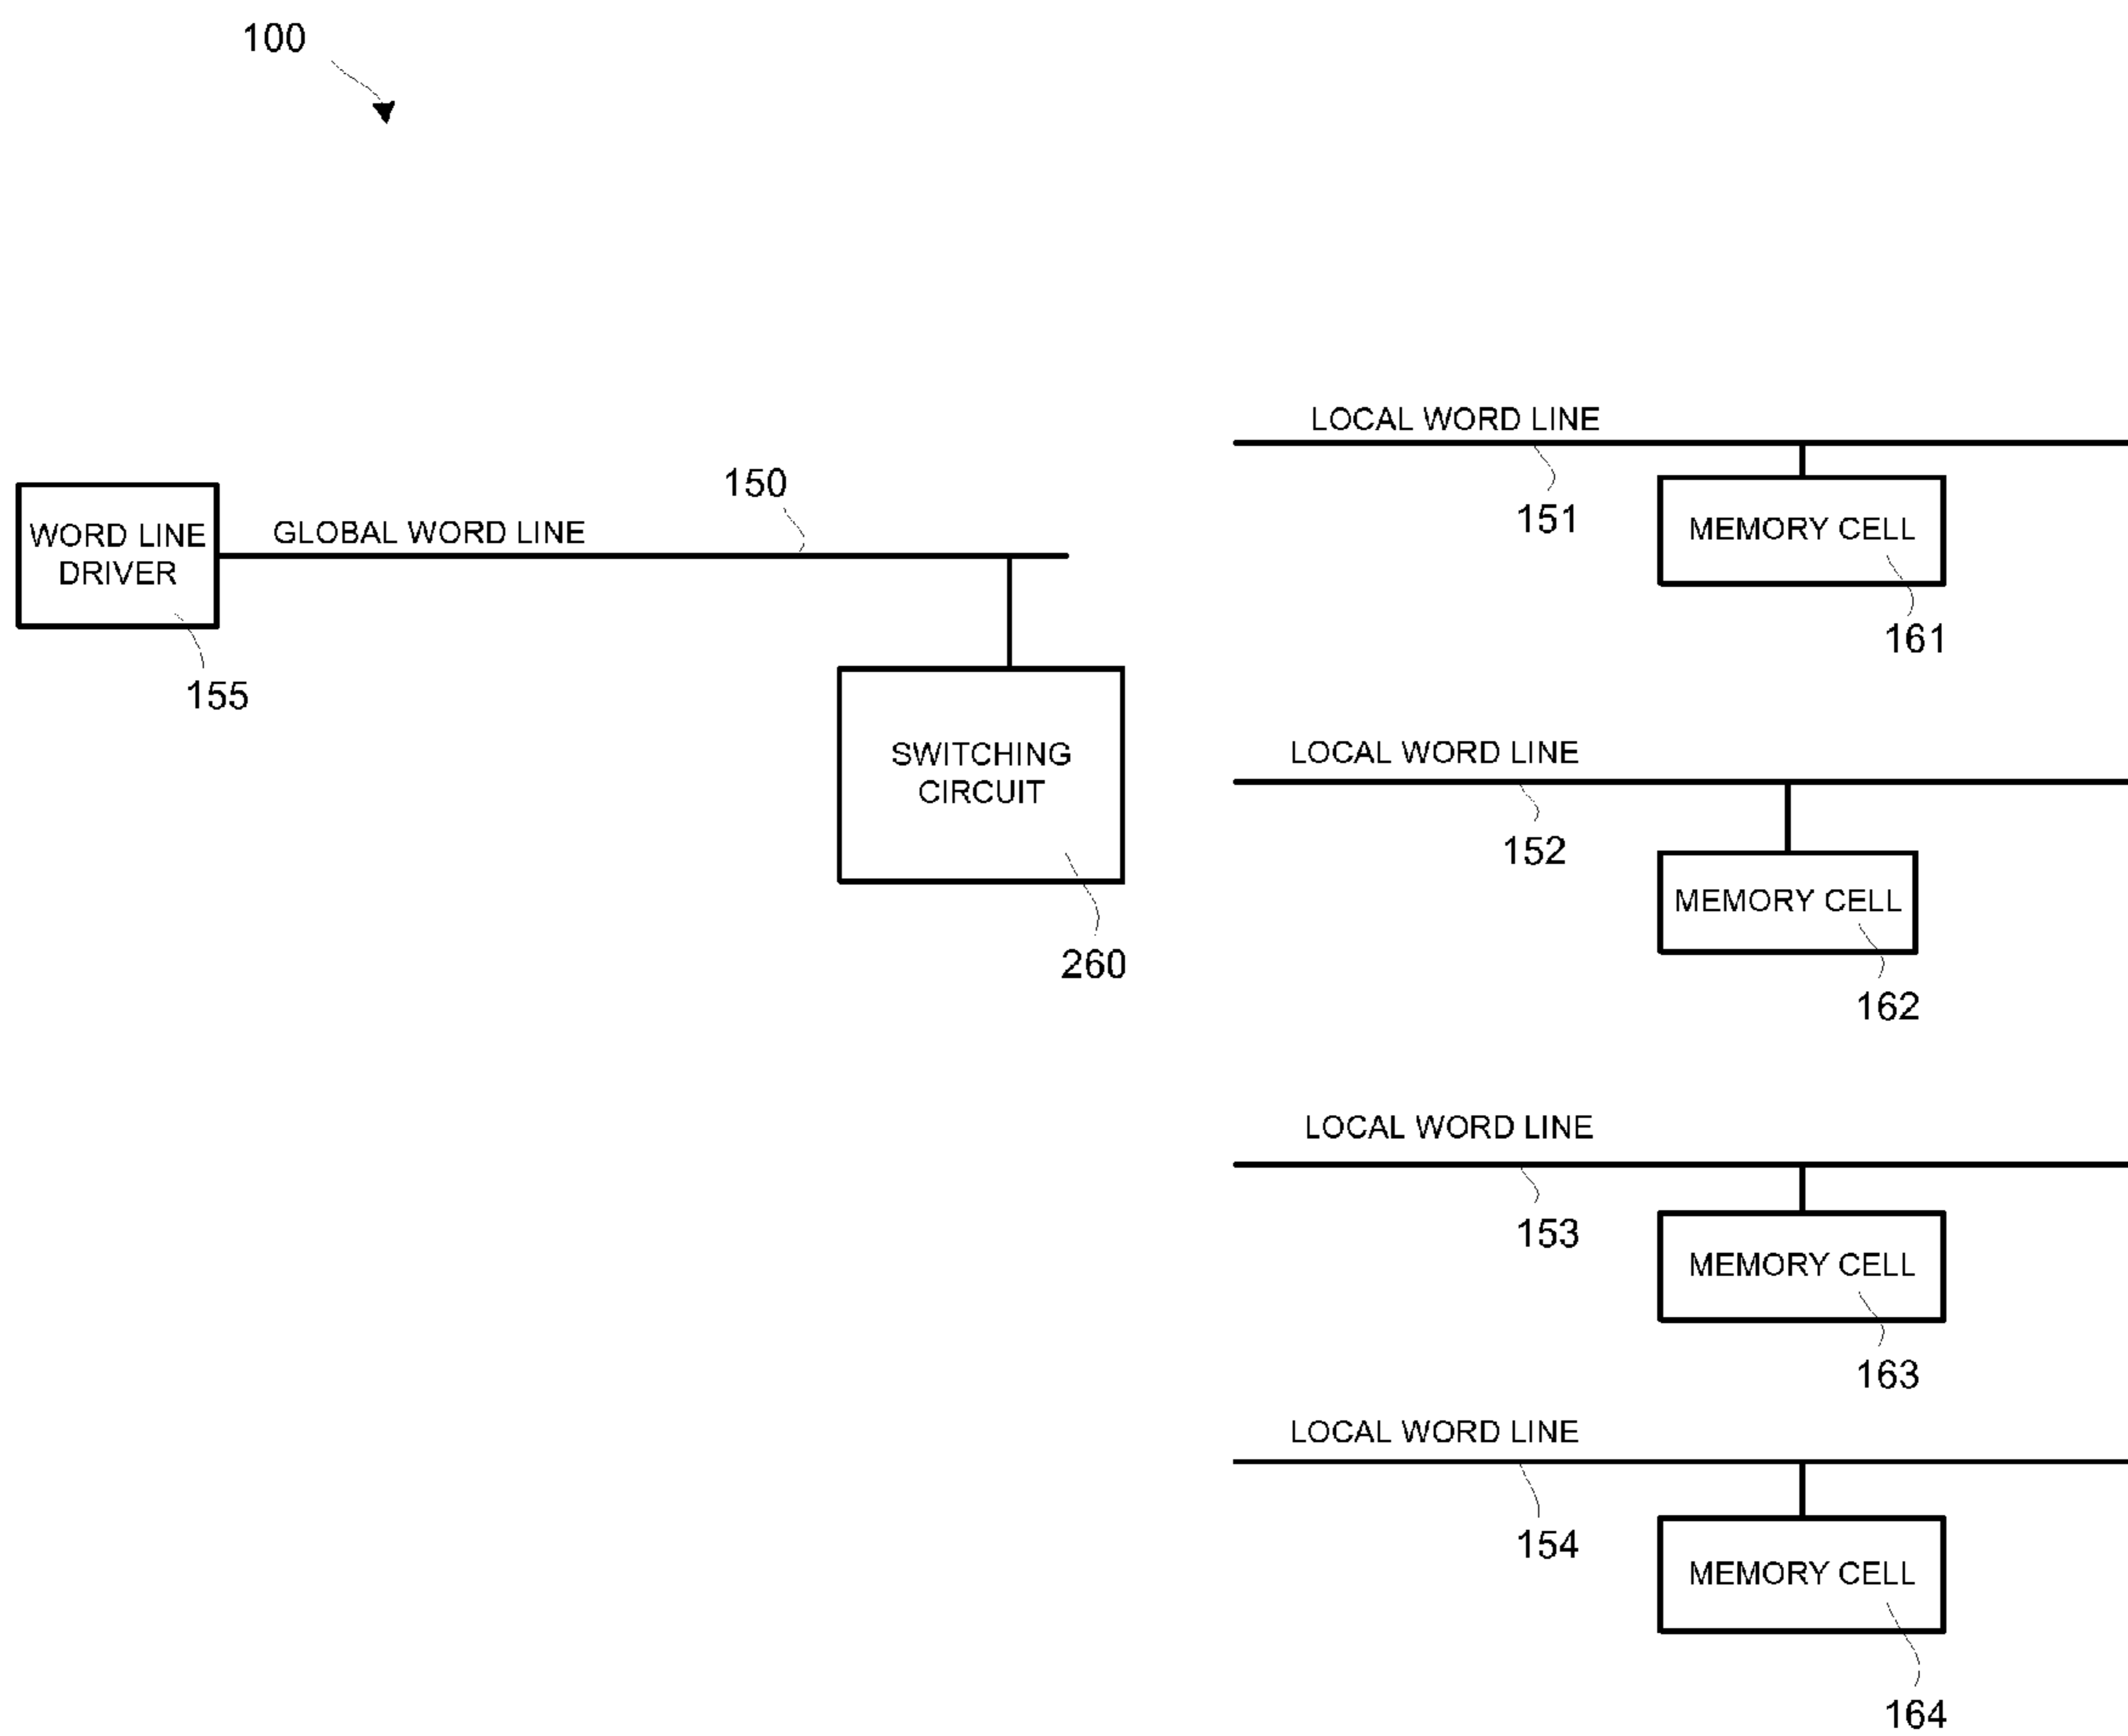 100
LOCAL WORD LINE
151
MEMORY CELL
161
150
GLOBAL WORD LINE
WORD LINE
DRIVER
155
SWITCHING
CIRCUIT
260
LOCAL WORD LINE
152
MEMORY CELL
162
LOCAL WORD LINE
153
MEMORY CELL
163
LOCAL WORD LINE
154
MEMORY CELL
164